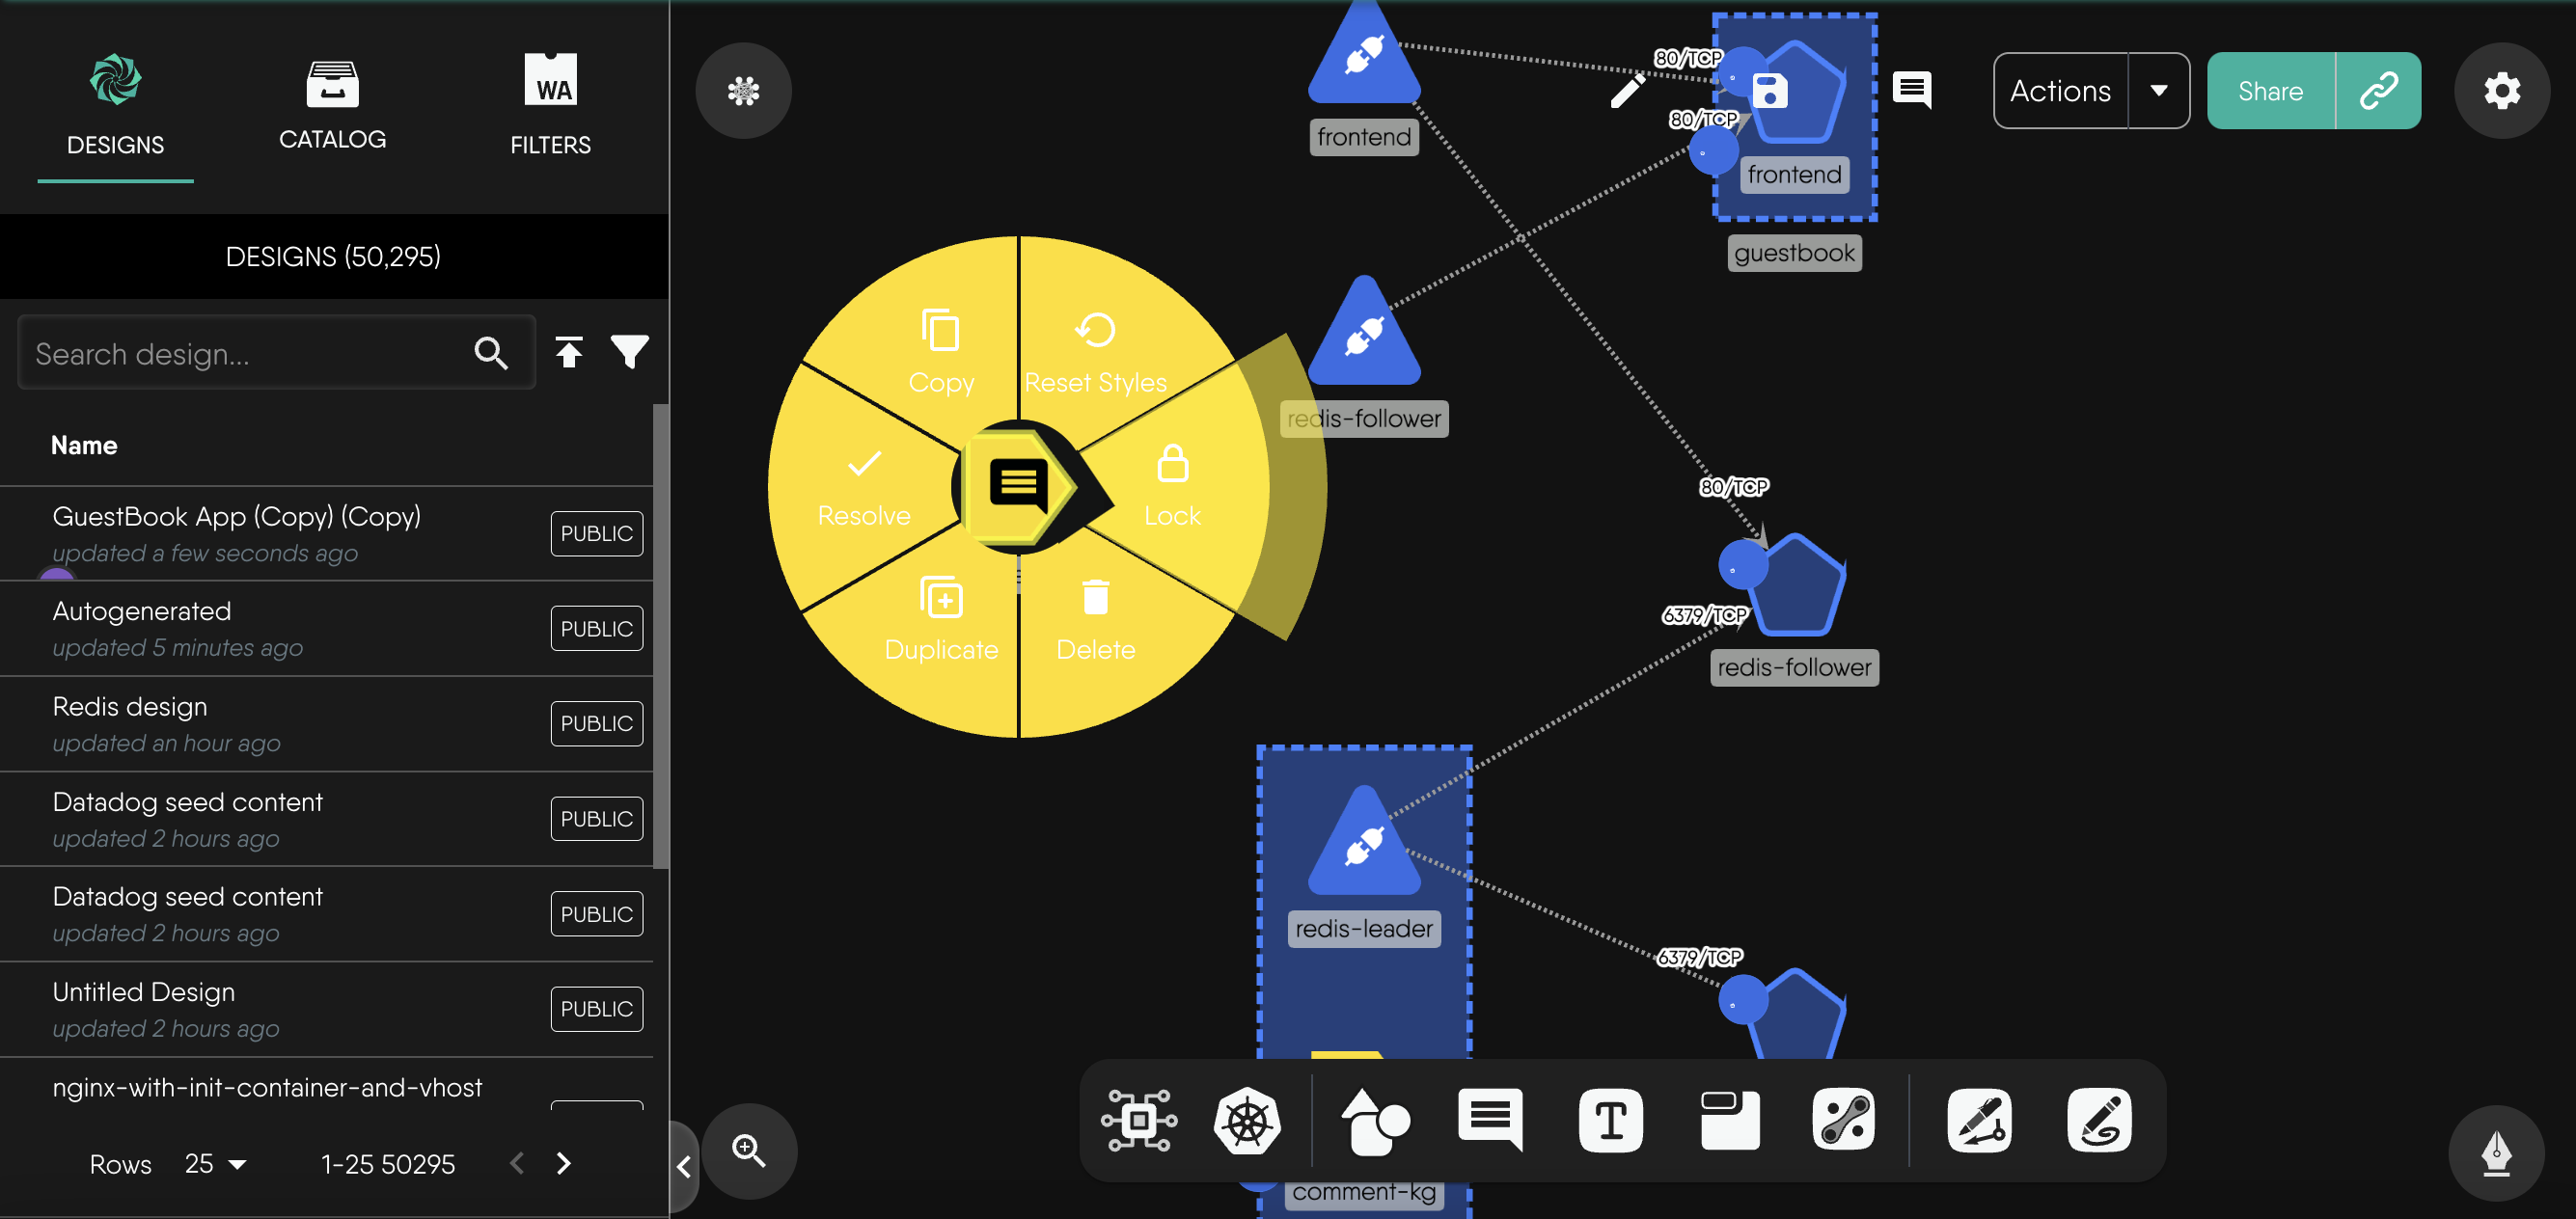 DESIGNS
CATALOG
WA
FILTERS
DESIGNS (50,295)
Search design...
Name
GuestBook App (Copy) (Copy)
updated a few seconds ago
PUBLIC
Autogenerated
updated 5 minutes ago
PUBLIC
Redis design
updated an hour ago
PUBLIC
Datadog seed content
updated 2 hours ago
PUBLIC
Datadog seed content
updated 2 hours ago
PUBLIC
Untitled Design
updated 2 hours ago
PUBLIC
nginx-with-init-container-and-vhost
Rows 25 1-25 50295
Copy
Reset Styles
Resolve
Lock
Duplicate
Delete
frontend
80/TCP
80/TCP
frontend
guestbook
Actions
Share
redis-follower
80/TCP
6379/TCP
redis-follower
redis-leader
6379/TCP
T
comment-kg